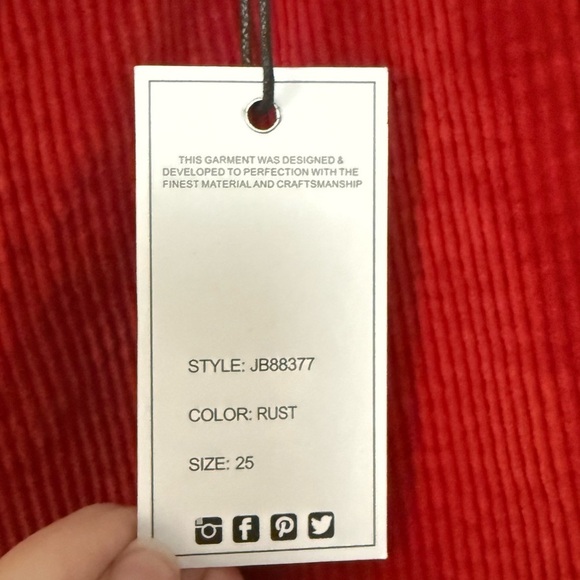 THIS GARMENT WAS DESIGNED &
DEVELOPED TO PERFECTION WITH THE
FINEST MATERIAL AND CRAFTSMANSHIP
STYLE: JB88377
COLOR: RUST
SIZE: 25